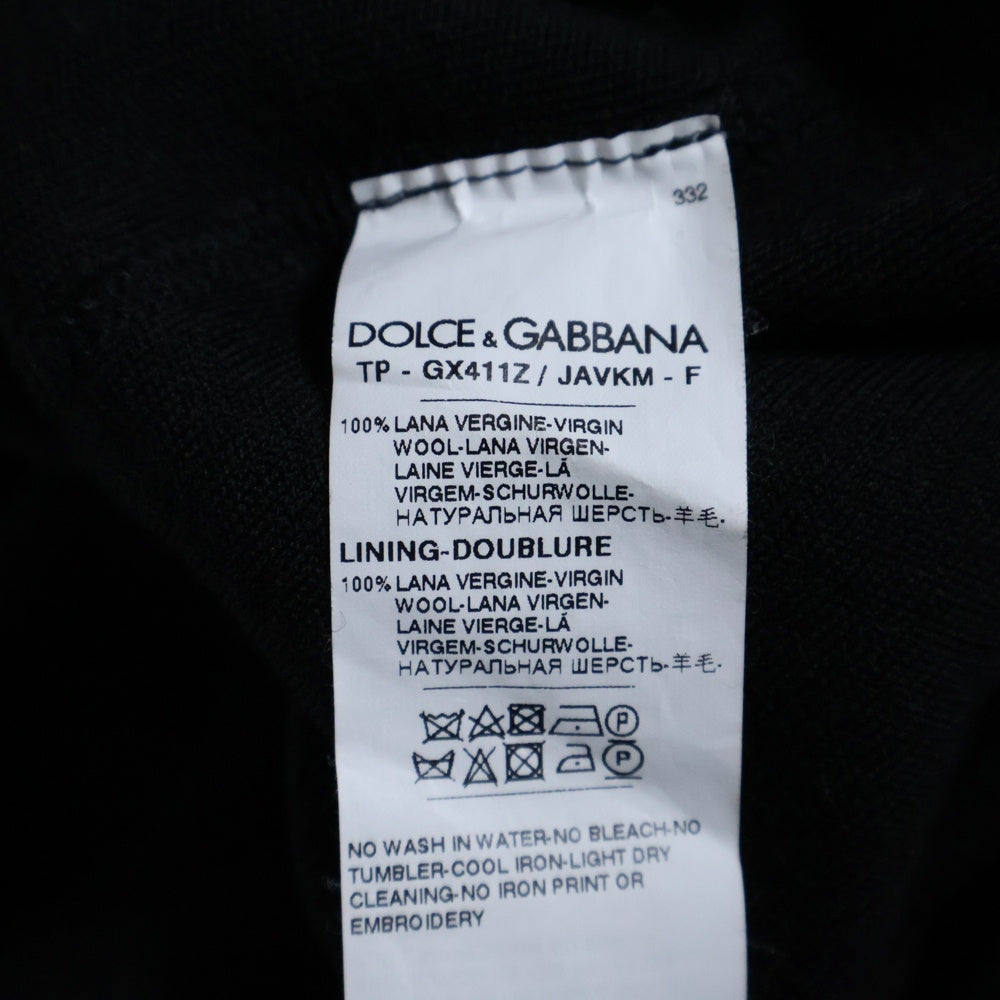 332
DOLCE & GABBANA
TP - GX411Z / JAVKM - F
100% LANA VERGINE-VIRGIN
WOOL-LANA VIRGEN-
LAINE VIERGE-LÃ
VIRGEM-SCHURWOLLE-
НАТУРАЛЬНАЯ ШЕРСТЬ-羊毛.
LINING-DOUBLURE
100% LANA VERGINE-VIRGIN
WOOL-LANA VIRGEN-
LAINE VIERGE-LÃ
VIRGEM-SCHURWOLLE-
НАТУРАЛЬНАЯ ШЕРСТЬ-羊毛.
P
P
NO WASH IN WATER-NO BLEACH-NO
TUMBLER-COOL IRON-LIGHT DRY
CLEANING-NO IRON PRINT OR
EMBROIDERY